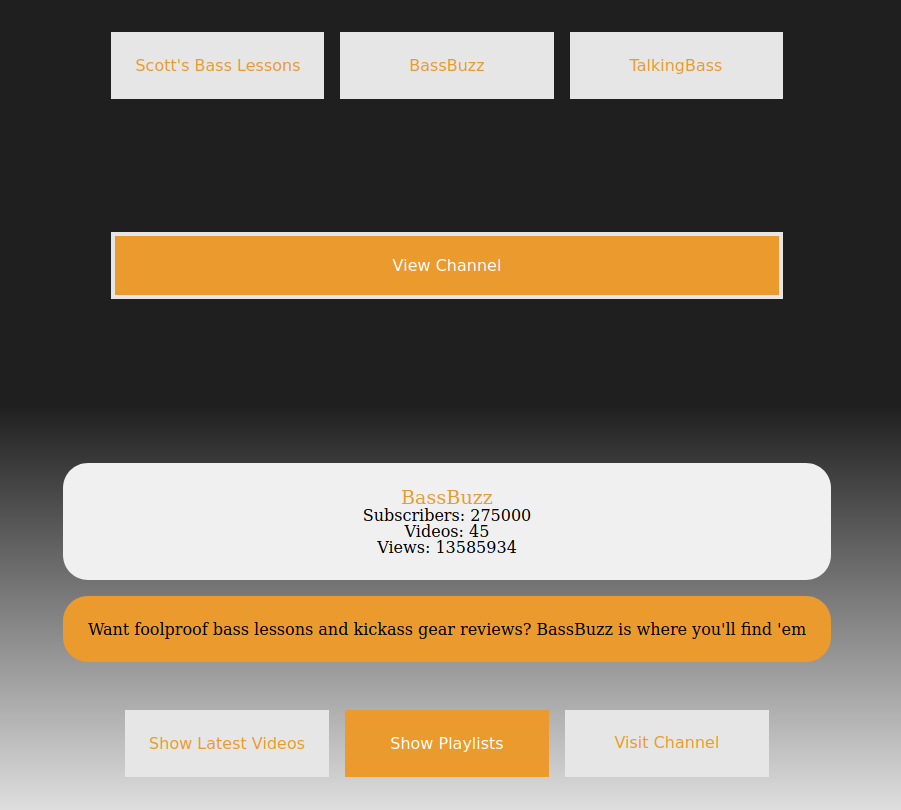 Scott's Bass Lessons
BassBuzz
TalkingBass
View Channel
BassBuzz
Subscribers: 275000
Videos: 45
Views: 13585934
Want foolproof bass lessons and kickass gear reviews? BassBuzz is where you'll find 'em
Show Latest Videos
Show Playlists
Visit Channel